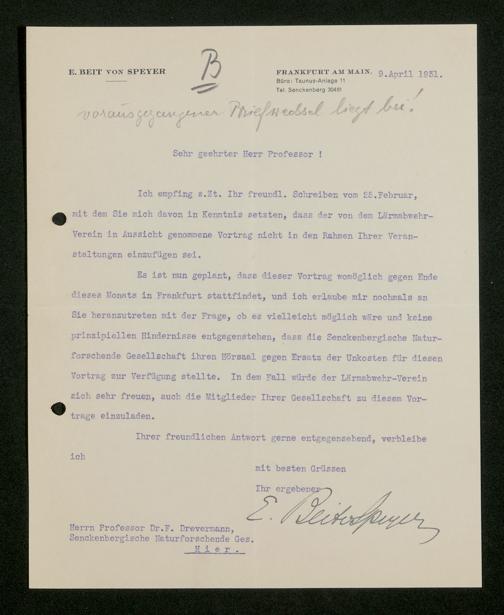 E. BEIT VON SPEYER
B
FRANKFURT AM MAIN, 9.April 1931.
Büro: Taunus-Anlage 11
Tel. Senckenberg 30481
vorausgegangener Briefwechsel liegt bei!
Sehr geehrter Herr Professor !
Ich empfing s.Zt. Ihr freundl. Schreiben vom 25.Februar,
mit dem Sie mich davon in Kenntnis setzten, dass der von dem Lärmabwehr-
Verein in Aussicht genommene Vortrag nicht in den Rahmen Ihrer Veran-
staltungen einzufügen sei.
Es ist nun geplant, dass dieser Vortrag womöglich gegen Ende
dieses Monats in Frankfurt stattfindet, und ich erlaube mir nochmals an
Sie heranzutreten mit der Frage, ob es vielleicht möglich wäre und keine
prinzipiellen Hindernisse entgegenstehen, dass die Senckenbergische Natur-
forschende Gesellschaft ihren Hörsaal gegen Ersatz der Unkosten für diesen
Vortrag zur Verfügung stellte. In dem Fall würde der Lärmabwehr-Verein
sich sehr freuen, auch die Mitglieder Ihrer Gesellschaft zu diesem Vor-
trage einzuladen.
Ihrer freundlichen Antwort gerne entgegensehend, verbleibe
ich
mit besten Grüssen
Ihr ergebener
E. Beit v. Speyer
Herrn Professor Dr.F. Drevermann,
Senckenbergische Naturforschende Ges.
Hier.